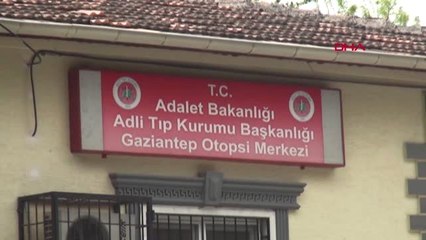 DHA
T.C.
Adalet Bakanlığı
Adli Tıp Kurumu Başkanlığı
Gaziantep Otopsi Merkezi